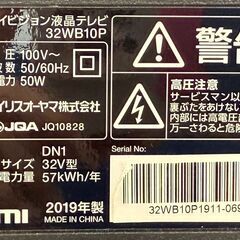 イビジョン液晶テレビ
32WB10P
100V~
50/60Hz
電力 50W
イリスオーヤマ株式会社
JQA JQ10828
DN1
サイズ 32V型
電力量 57kWh/年
mi 2019年製
MADE IN CHINA
警告
高圧注意
サービスマン以
裏ぶたをあけない
内部には高電圧
万一さわると危険
Serial No:
32WB10P1911-069